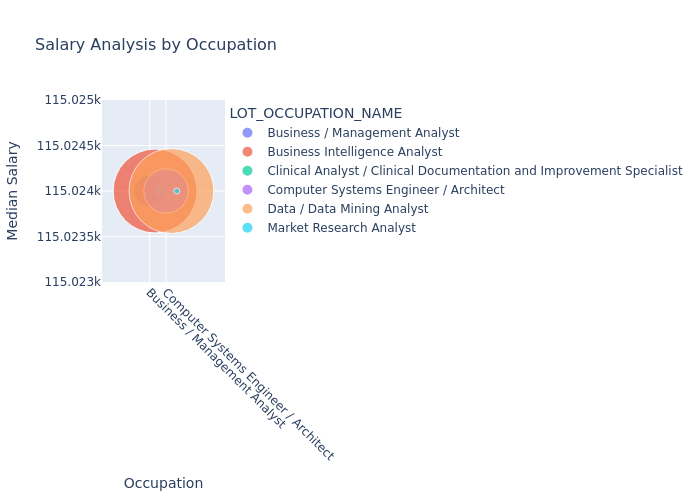 Salary Analysis by Occupation
Median Salary
115.025k
115.0245k
115.024k
115.0235k
115.023k
LOT_OCCUPATION_NAME
Business / Management Analyst
Business Intelligence Analyst
Clinical Analyst / Clinical Documentation and Improvement Specialist
Computer Systems Engineer / Architect
Data / Data Mining Analyst
Market Research Analyst
Business / Management Analyst
Computer Systems Engineer / Architect
Occupation